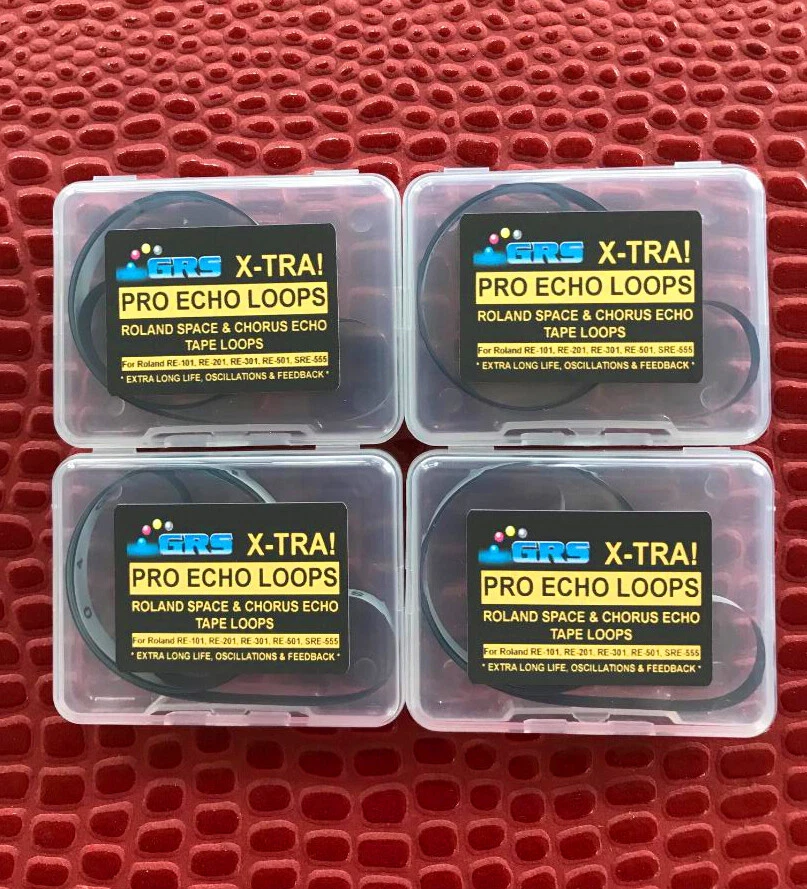 GRS X-TRA!
PRO ECHO LOOPS
ROLAND SPACE & CHORUS ECHO
TAPE LOOPS
For Roland RE-101, RE-201, RE-301, RE-501, SRE-555
* EXTRA LONG LIFE, OSCILLATIONS & FEEDBACK *
GRS X-TRA!
PRO ECHO LOOPS
ROLAND SPACE & CHORUS ECHO
TAPE LOOPS
For Roland RE-101, RE-201, RE-301, RE-501, SRE-555
* EXTRA LONG LIFE, OSCILLATIONS & FEEDBACK *
GRS X-TRA!
PRO ECHO LOOPS
ROLAND SPACE & CHORUS ECHO
TAPE LOOPS
For Roland RE-101, RE-201, RE-301, RE-501, SRE-555
* EXTRA LONG LIFE, OSCILLATIONS & FEEDBACK *
GRS X-TRA!
PRO ECHO LOOPS
ROLAND SPACE & CHORUS ECHO
TAPE LOOPS
For Roland RE-101, RE-201, RE-301, RE-501, SRE-555
* EXTRA LONG LIFE, OSCILLATIONS & FEEDBACK *